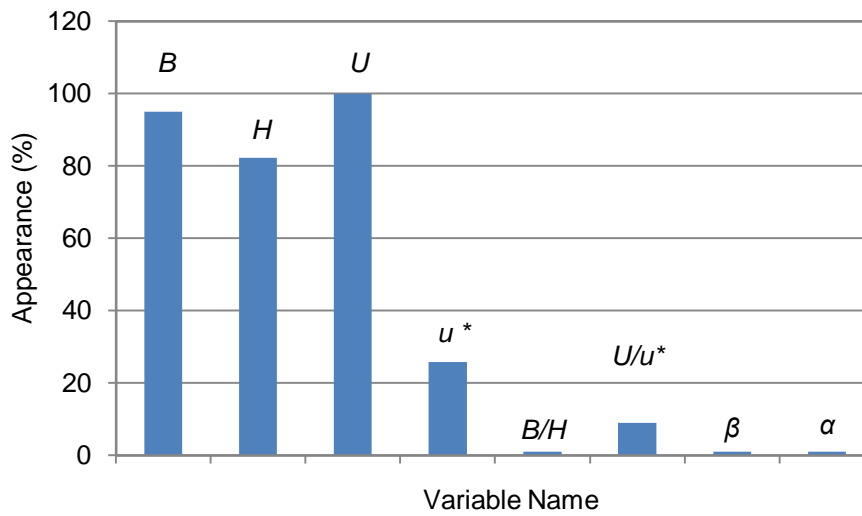 120
100
80
60
40
20
0
Appearance (%)
B
H
U
u *
B/H
U/u*
β
α
Variable Name